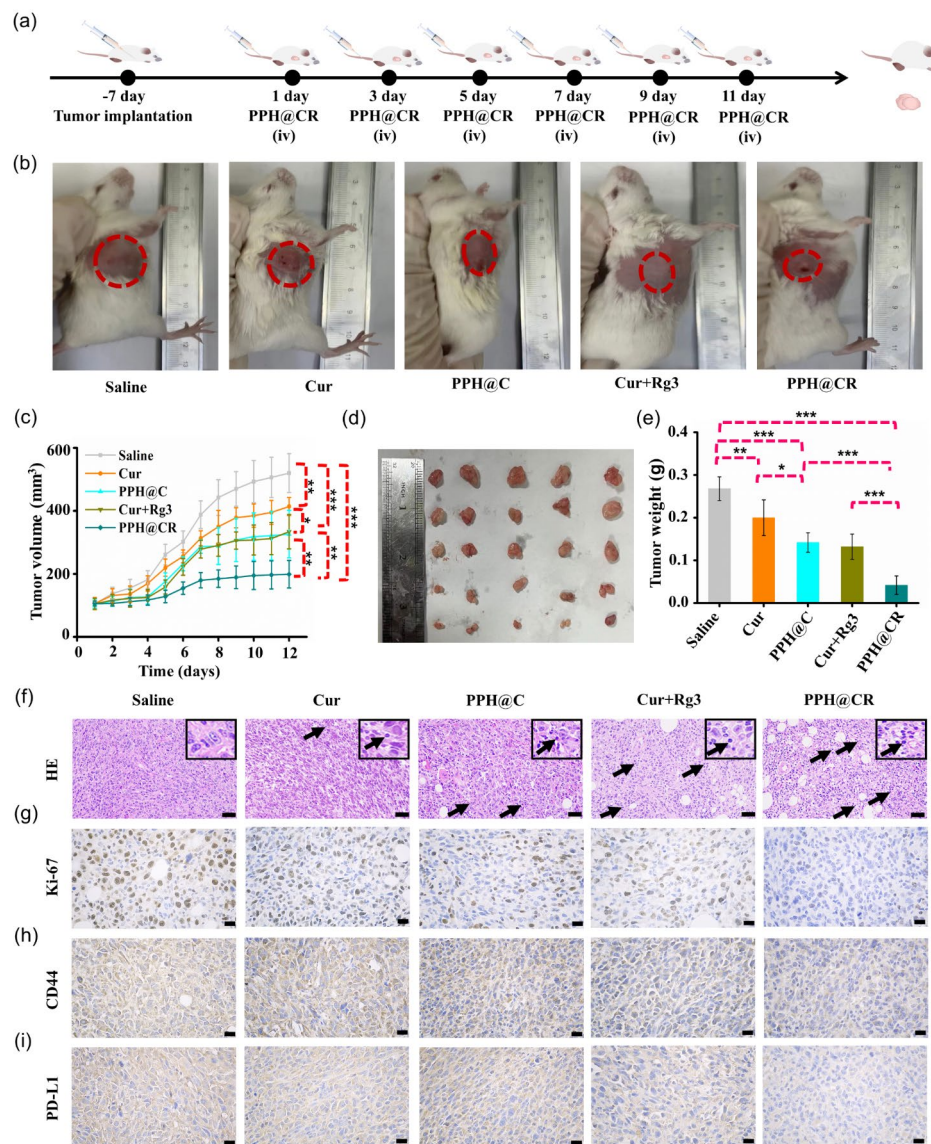 (a)
-7 day
Tumor implantation
1 day
PPH@CR
(iv)
3 day
PPH@CR
(iv)
5 day
PPH@CR
(iv)
7 day
PPH@CR
(iv)
9 day
PPH@CR
(iv)
11 day
PPH@CR
(iv)
(b)
Saline
Cur
PPH@C
Cur+Rg3
PPH@CR
(c)
Tumor volume (mm³)
600
400
200
0
Saline
Cur
PPH@C
Cur+Rg3
PPH@CR
**
*
**
***
**
***
0 2 4 6 8 10 12
Time (days)
(d)
(e)
Tumor weight (g)
0.4
0.3
0.2
0.1
0.0
***
***
***
**
*
***
Saline
Cur
PPH@C
Cur+Rg3
PPH@CR
(f)
Saline
Cur
PPH@C
Cur+Rg3
PPH@CR
HE
(g)
Ki-67
(h)
CD44
(i)
PD-L1